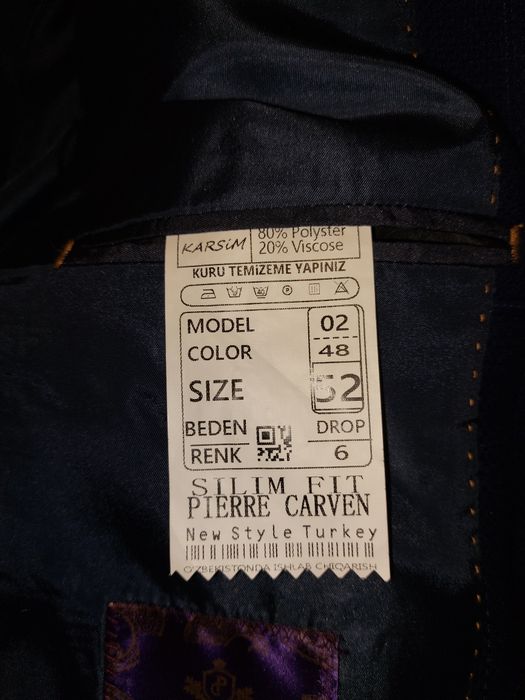 KARSiM
80% Polyster
20% Viscose
KURU TEMiZEME YAPINIZ
MODEL 02
COLOR 48
SIZE 52
BEDEN DROP
RENK 6
SILIM FIT
PIERRE CARVEN
New Style Turkey
O'ZBEKISTONDA ISHLAB CHIQARISH